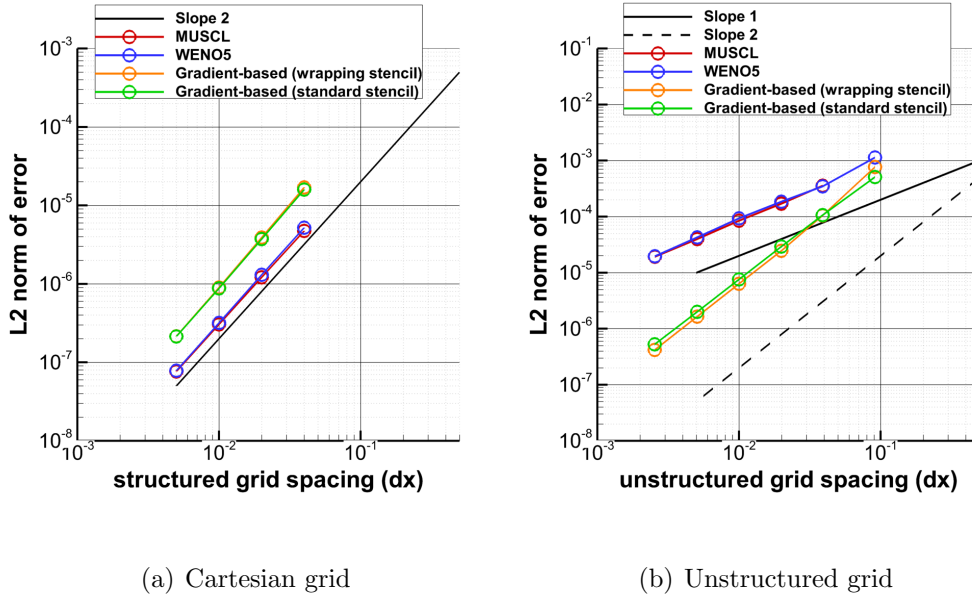 Slope 2
MUSCL
WENO5
Gradient-based (wrapping stencil)
Gradient-based (standard stencil)
10-3
10-4
10-5
10-6
10-7
10-8
10-3
10-2
10-1
L2 norm of error
structured grid spacing (dx)
(a) Cartesian grid
Slope 1
Slope 2
MUSCL
WENO5
Gradient-based (wrapping stencil)
Gradient-based (standard stencil)
10-1
10-2
10-3
10-4
10-5
10-6
10-7
10-8
10-3
10-2
10-1
L2 norm of error
unstructured grid spacing (dx)
(b) Unstructured grid